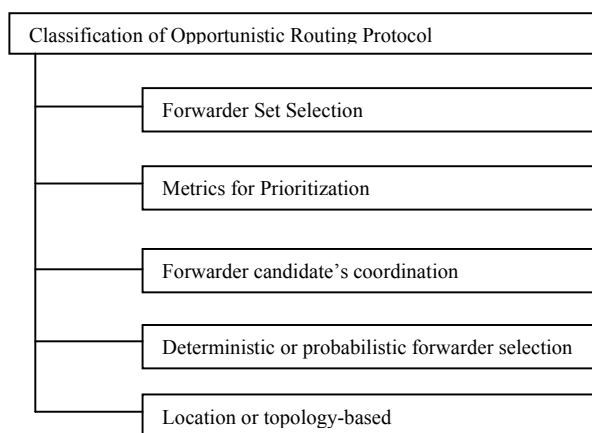 Classification of Opportunistic Routing Protocol
Forwarder Set Selection
Metrics for Prioritization
Forwarder candidate’s coordination
Deterministic or probabilistic forwarder selection
Location or topology-based